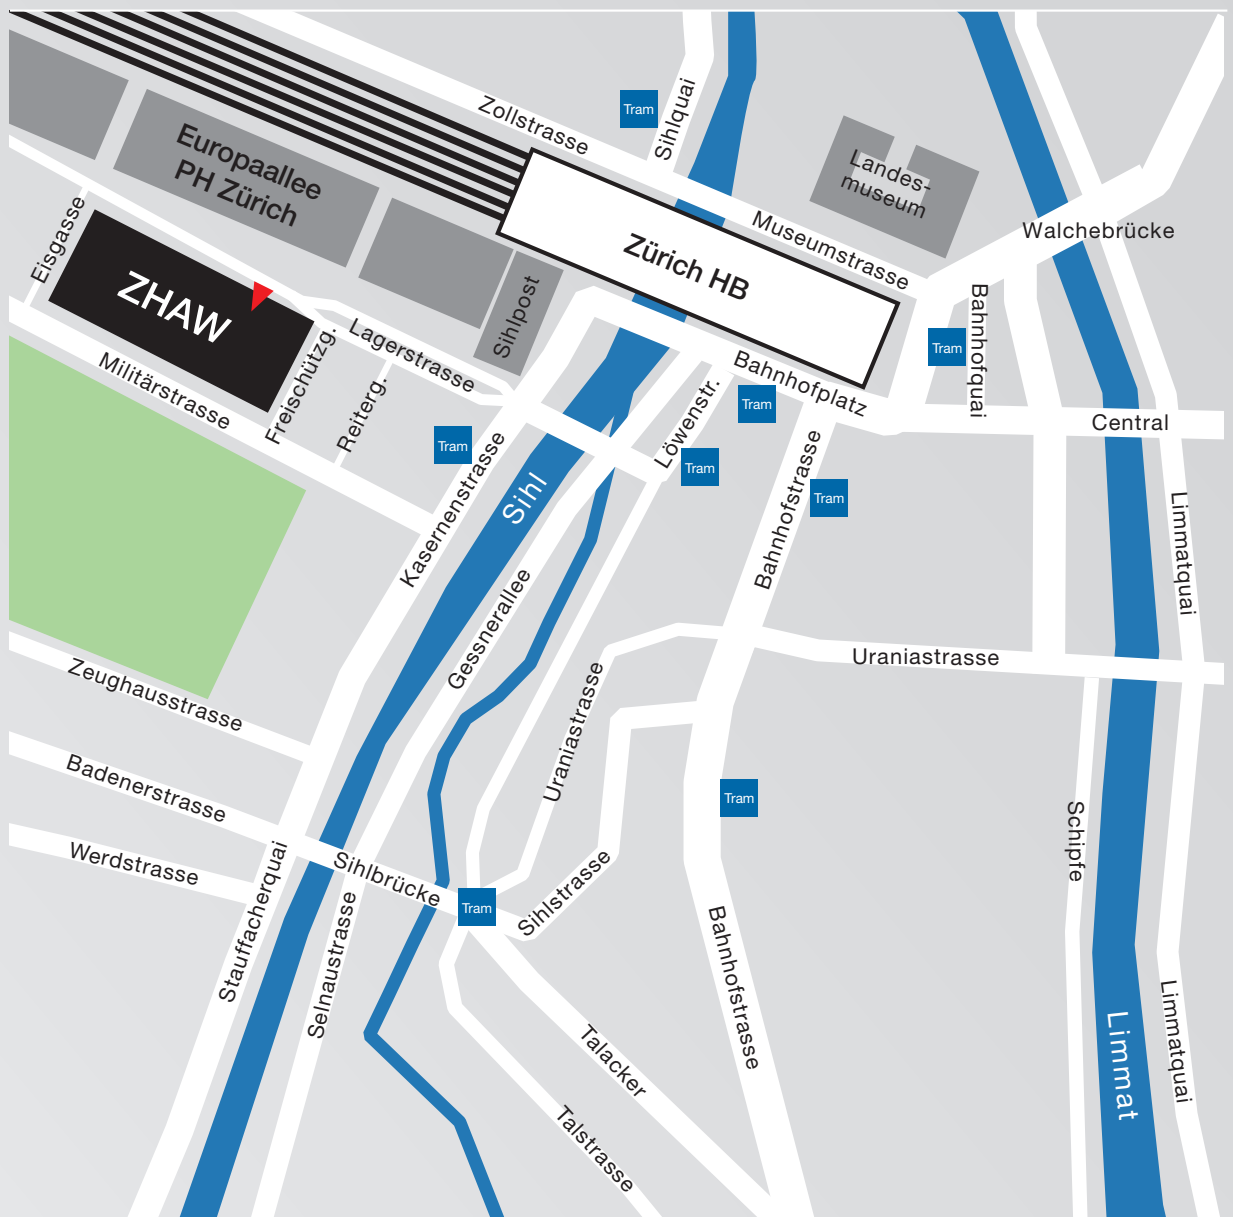 Zollstrasse
Tram
Sihlquai
Europaallee
PH Zürich
Landes-
museum
Eisgasse
Zürich HB
Museumstrasse
Walchebrücke
ZHAW
Sihlpost
Lagerstrasse
Bahnhofquai
Tram
Militärstrasse
Freischützg.
Reiterg.
Bahnhofplatz
Tram
Löwenstr.
Central
Tram
Tram
Tram
Kasernenstrasse
Sihl
Bahnhofstrasse
Limmatquai
Gessnerallee
Uraniastrasse
Zeughausstrasse
Uraniastrasse
Badenerstrasse
Tram
Schipfe
Werdstrasse
Sihlbrücke
Tram
Sihlstrasse
Stauffacherquai
Selnaustrasse
Bahnhofstrasse
Limmatquai
Limmat
Talacker
Talstrasse